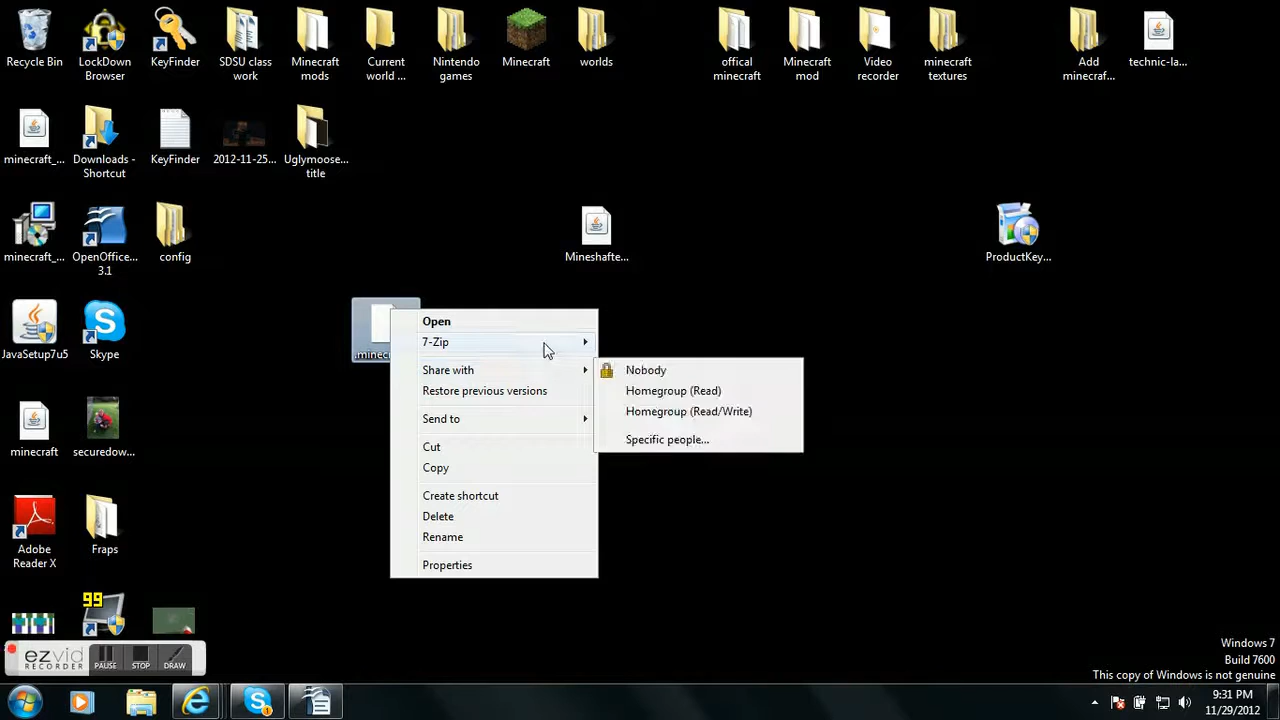 Recycle Bin
LockDown
Browser
KeyFinder
SDSU class
work
Minecraft
mods
Current
world ...
Nintendo
games
Minecraft
worlds
offical
minecraft
Minecraft
mod
Video
recorder
minecraft
textures
Add
minecraf...
technic-la...
minecraft_...
Downloads -
Shortcut
KeyFinder
2012-11-25...
Uglymoose...
title
minecraft_...
OpenOffice...
3.1
config
Mineshafte...
ProductKey...
JavaSetup7u5
Skype
.minec
Open
7-Zip
Share with
Restore previous versions
Send to
Cut
Copy
Create shortcut
Delete
Rename
Properties
Nobody
Homegroup (Read)
Homegroup (Read/Write)
Specific people...
minecraft
securedow...
Adobe
Reader X
Fraps
99
ezvid
RECORDER
PAUSE
STOP
DRAW
Windows 7
Build 7600
This copy of Windows is not genuine
9:31 PM
11/29/2012